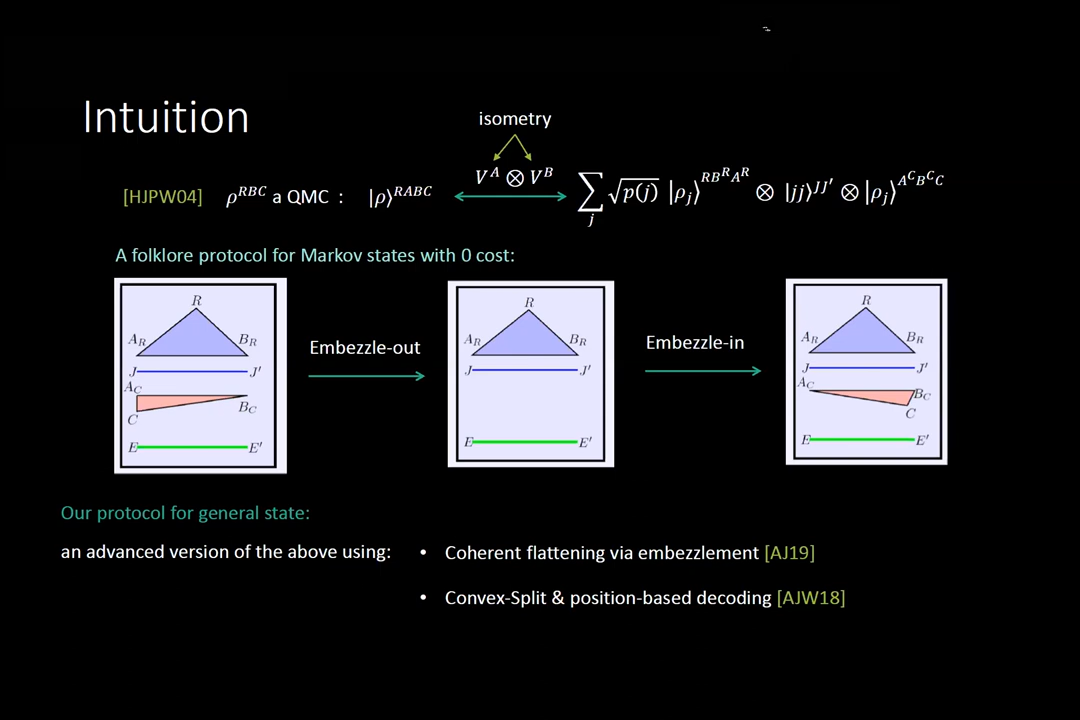 Intuition
isometry
[HJPW04] ρ^{RBC} a QMC : |ρ⟩^{RABC} V^A ⊗ V^B ∑_j √p(j) |ρ_j⟩^{RB^R A^R} ⊗ |jj⟩^{JJ'} ⊗ |ρ_j⟩^{A^C B^C C}
A folklore protocol for Markov states with 0 cost:
R
A_R B_R
J J'
A_C
B_C
C
E E'
Embezzle-out
R
A_R B_R
J J'
E E'
Embezzle-in
R
A_R B_R
J J'
A_C
B_C
C
E E'
Our protocol for general state:
an advanced version of the above using:
• Coherent flattening via embezzlement [AJ19]
• Convex-Split & position-based decoding [AJW18]